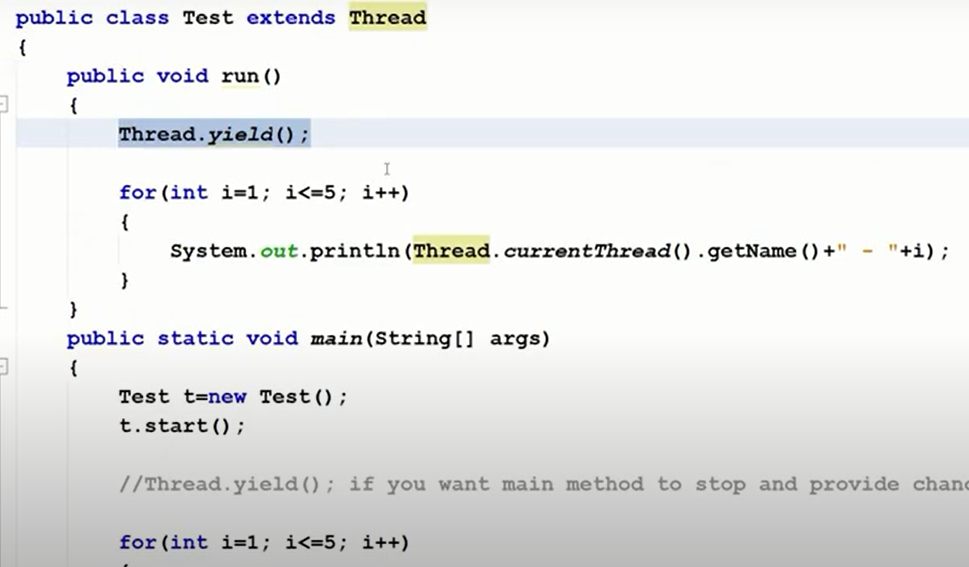 public class Test extends Thread
{
public void run()
{
Thread.yield();
for(int i=1; i<=5; i++)
{
System.out.println(Thread.currentThread().getName()+" - "+i);
}
}
public static void main(String[] args)
{
Test t=new Test();
t.start();
//Thread.yield(); if you want main method to stop and provide
for(int i=1; i<=5; i++)
{